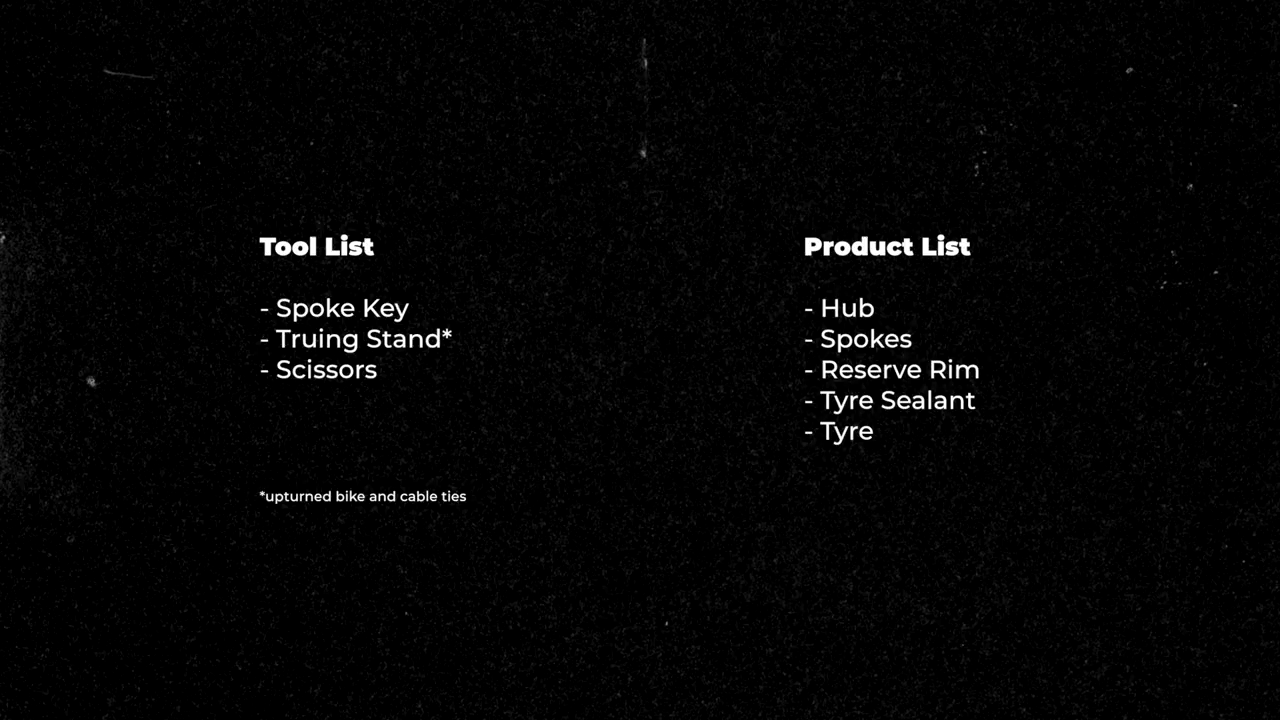 Tool List
- Spoke Key
- Truing Stand*
- Scissors
*upturned bike and cable ties
Product List
- Hub
- Spokes
- Reserve Rim
- Tyre Sealant
- Tyre